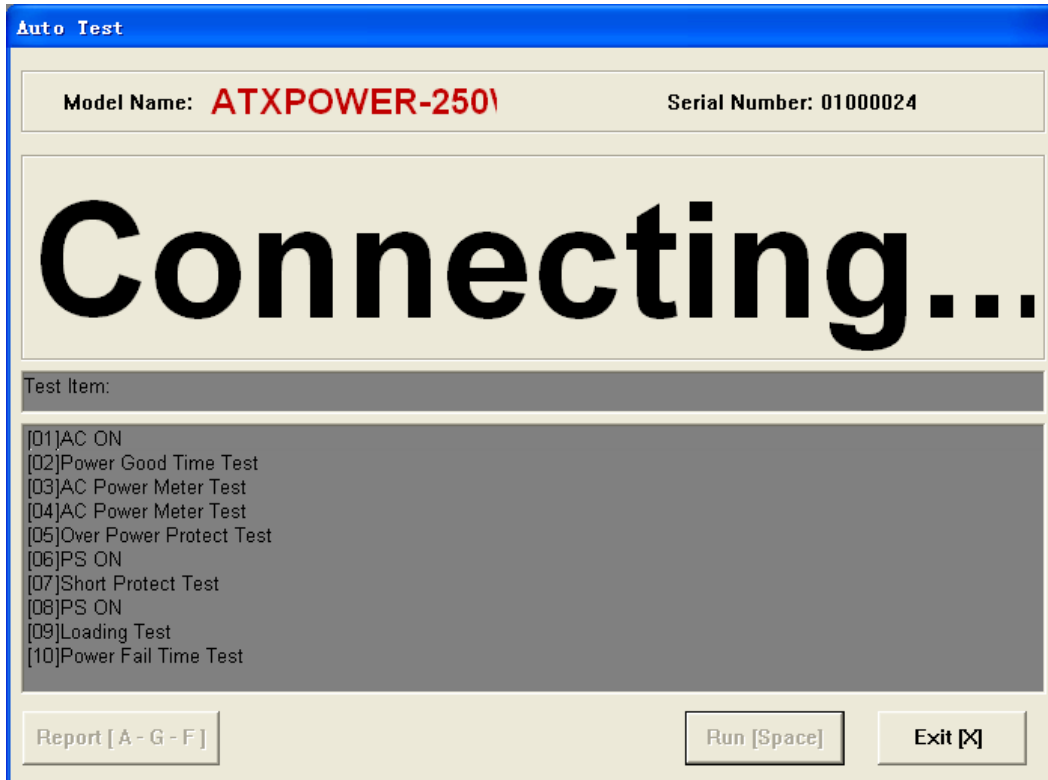 Auto Test
Model Name: ATXPOWER-250
Serial Number: 01000024
Connecting...
Test Item:
[01]AC ON
[02]Power Good Time Test
[03]AC Power Meter Test
[04]AC Power Meter Test
[05]Over Power Protect Test
[06]PS ON
[07]Short Protect Test
[08]PS ON
[09]Loading Test
[10]Power Fail Time Test
Report [ A - G - F ]
Run [Space]
Exit [X]